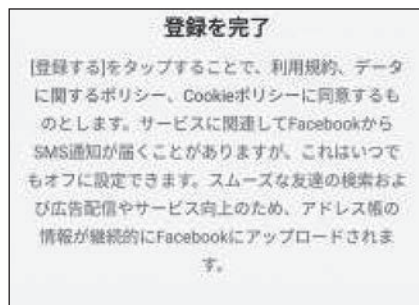 登録を完了
[登録する]をタップすることで、利用規約、データ
に関するポリシー、Cookieポリシーに同意するも
のとします。サービスに関連してFacebookから
SMS通知が届くことがありますが、これはいつで
もオフに設定できます。スムーズな友達の検索およ
び広告配信やサービス向上のため、アドレス帳の
情報が継続的にFacebookにアップロードされま
す。